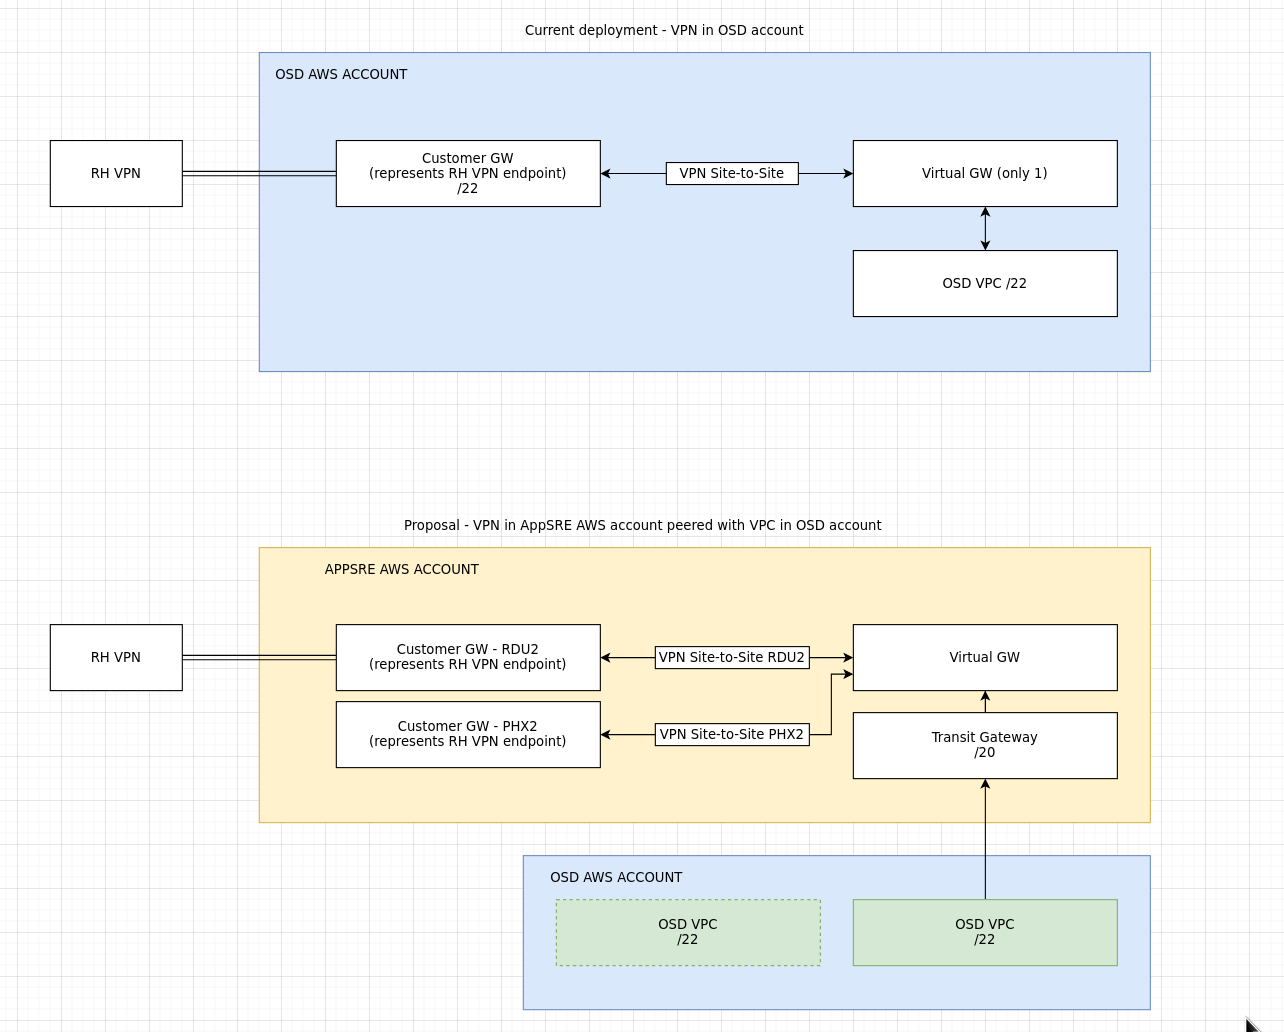 Current deployment - VPN in OSD account
OSD AWS ACCOUNT
RH VPN
Customer GW
(represents RH VPN endpoint)
/22
VPN Site-to-Site
Virtual GW (only 1)
OSD VPC /22
Proposal - VPN in AppSRE AWS account peered with VPC in OSD account
APPSRE AWS ACCOUNT
RH VPN
Customer GW - RDU2
(represents RH VPN endpoint)
VPN Site-to-Site RDU2
Virtual GW
Customer GW - PHX2
(represents RH VPN endpoint)
VPN Site-to-Site PHX2
Transit Gateway
/20
OSD AWS ACCOUNT
OSD VPC
/22
OSD VPC
/22